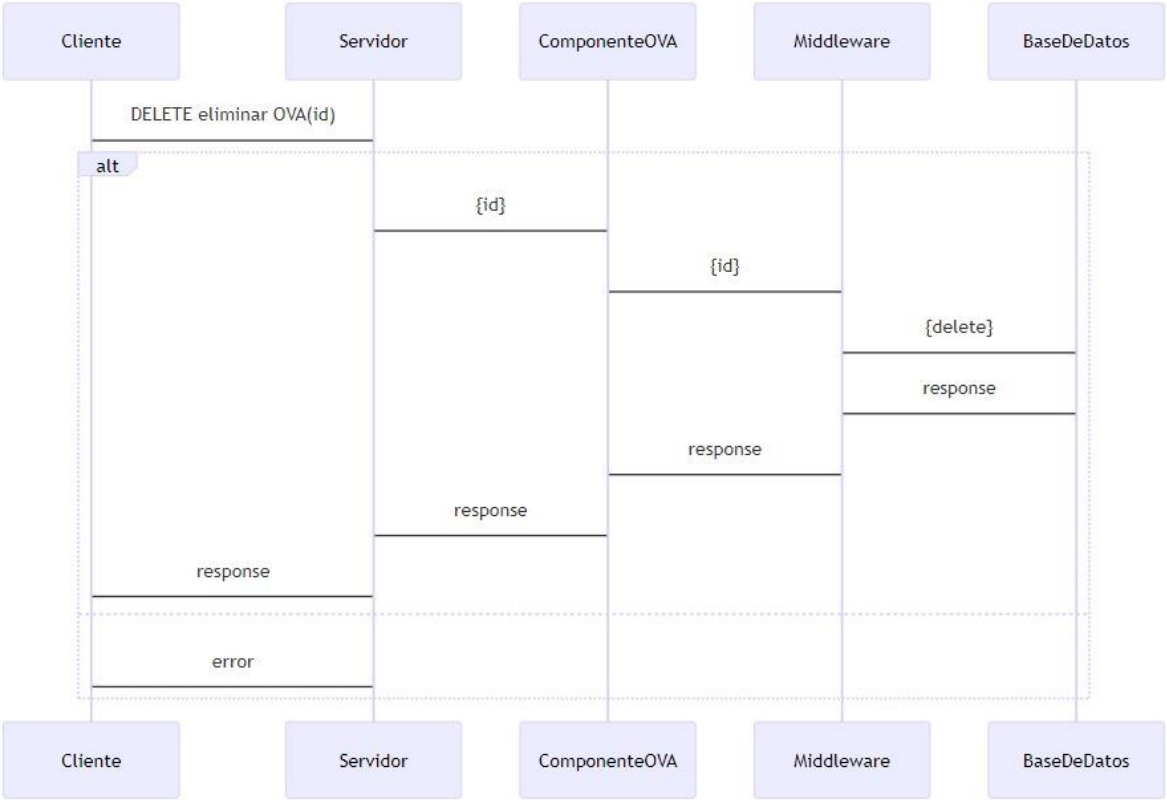 Cliente
Servidor
ComponenteOVA
Middleware
BaseDeDatos
DELETE eliminar OVA(id)
alt
{id}
{id}
{delete}
response
response
response
response
error
Cliente
Servidor
ComponenteOVA
Middleware
BaseDeDatos